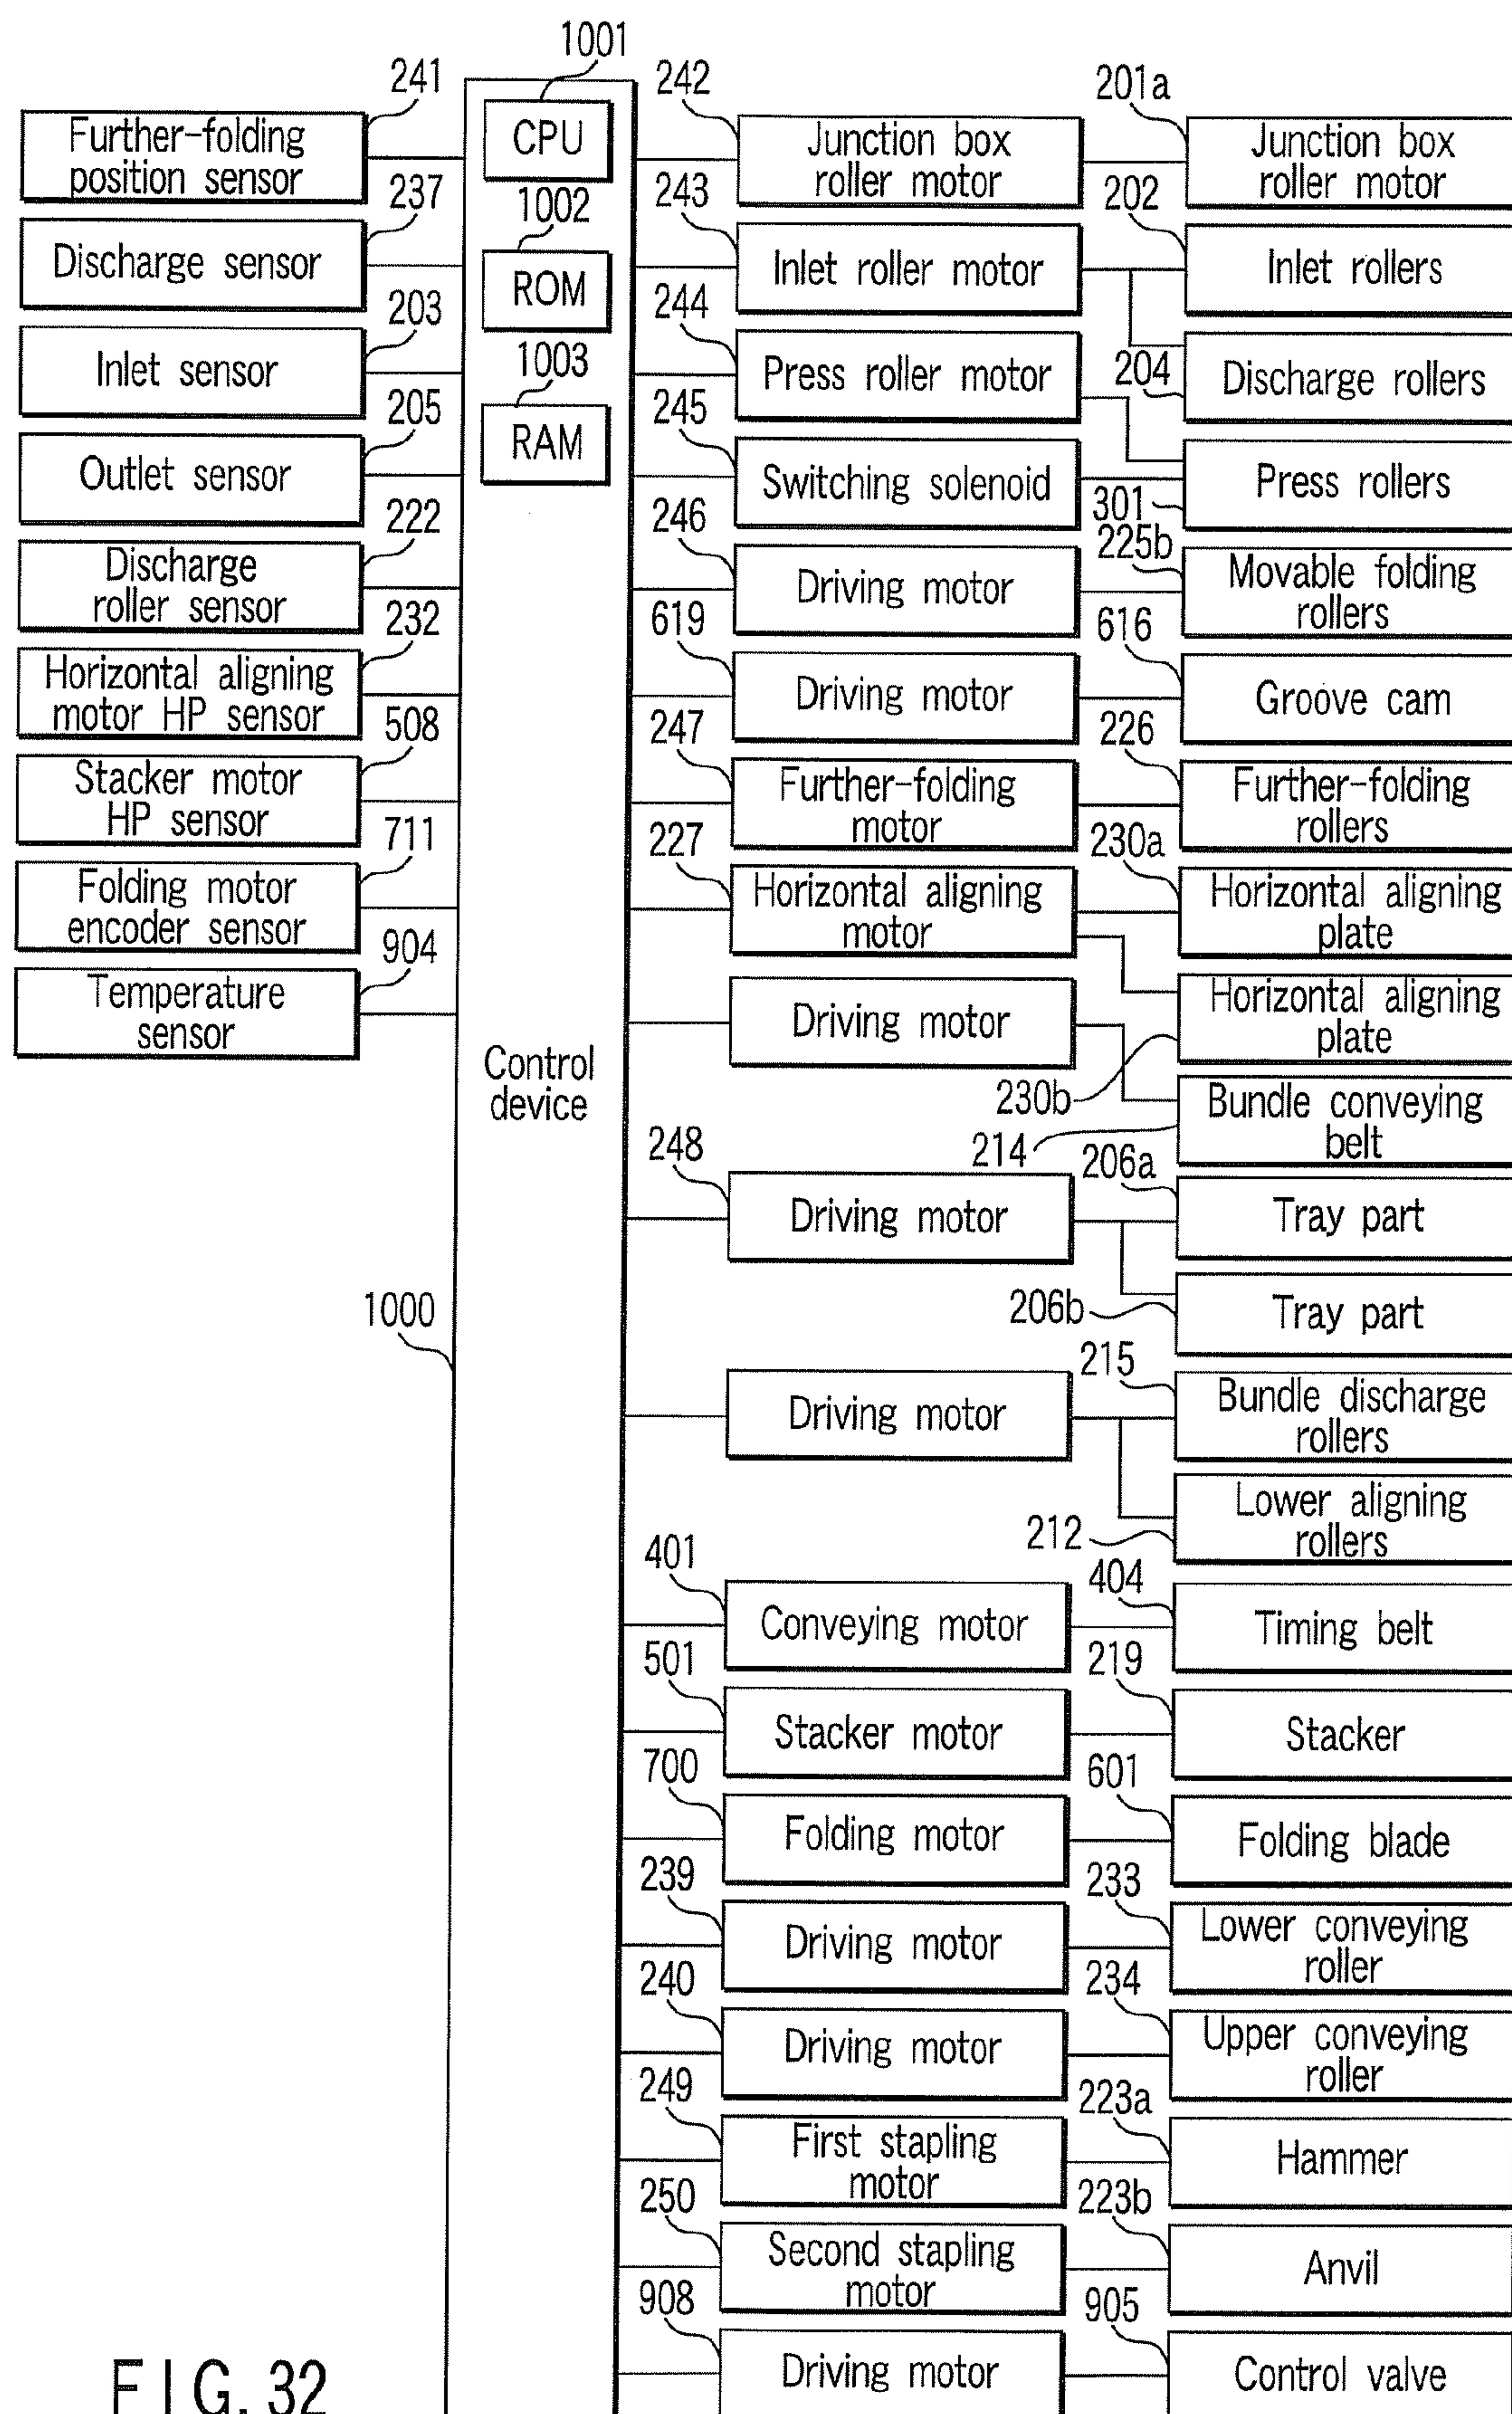 1001
241
242
201a
Further-folding
position sensor
CPU
Junction box
roller motor
Junction box
roller motor
237
1002
243
202
Discharge sensor
ROM
Inlet roller motor
Inlet rollers
203
1003
244
204
Inlet sensor
RAM
Press roller motor
Discharge rollers
205
245
Outlet sensor
Switching solenoid
301
Press rollers
222
246
225b
Discharge
roller sensor
Driving motor
Movable folding
rollers
232
619
616
Horizontal aligning
motor HP sensor
Driving motor
Groove cam
508
247
226
Stacker motor
HP sensor
Further-folding
motor
Further-folding
rollers
711
227
230a
Folding motor
encoder sensor
Horizontal aligning
motor
Horizontal aligning
plate
904
Temperature
sensor
Driving motor
Horizontal aligning
plate
230b
Control
device
Bundle conveying
belt
214
248
206a
Driving motor
Tray part
1000
206b
Tray part
215
Driving motor
Bundle discharge
rollers
212
Lower aligning
rollers
401
404
Conveying motor
Timing belt
501
219
Stacker motor
Stacker
700
601
Folding motor
Folding blade
239
233
Driving motor
Lower conveying
roller
240
234
Driving motor
Upper conveying
roller
249
223a
First stapling
motor
Hammer
250
223b
Second stapling
motor
Anvil
908
905
Driving motor
Control valve
FIG. 32